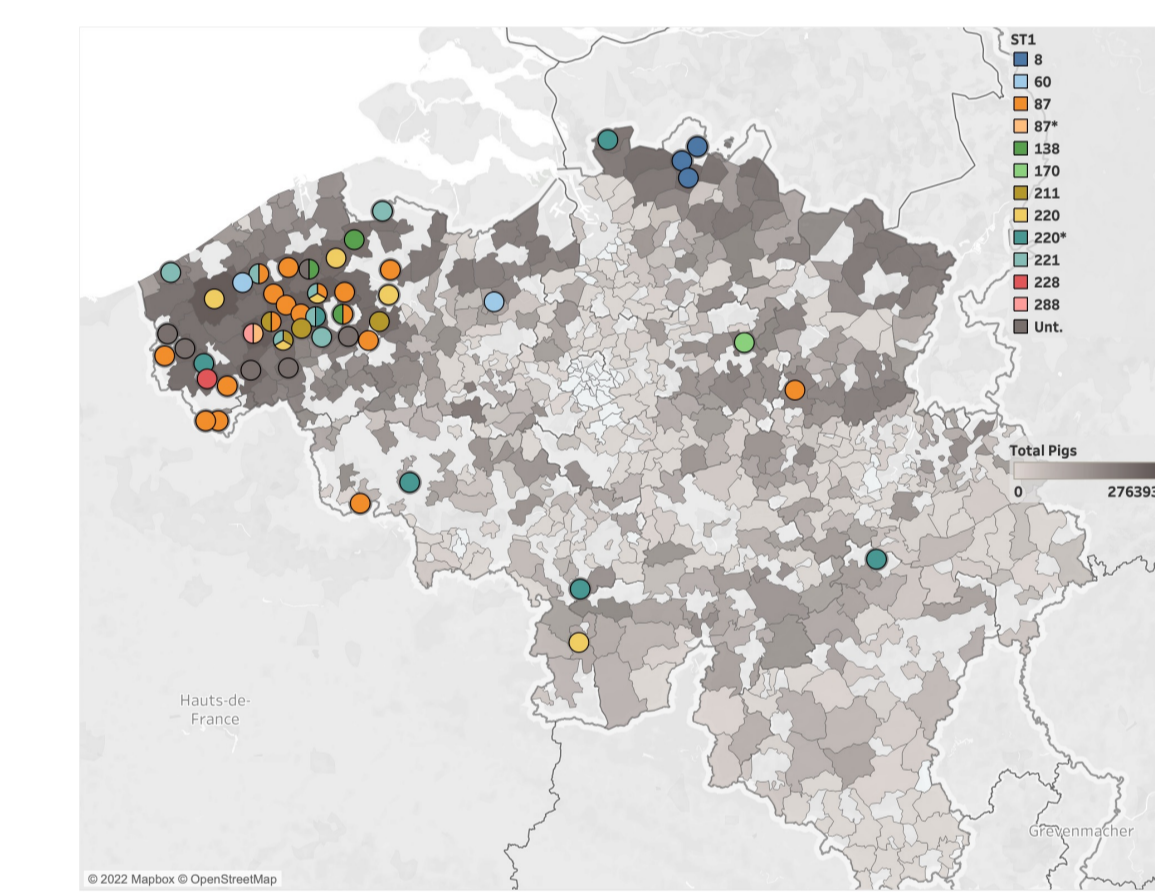 ST1
8
60
87
87*
138
170
211
220
220*
221
228
288
Unt.
Total Pigs
0 276393
Hauts-de-
France
Grevenmacher
© 2022 Mapbox © OpenStreetMap